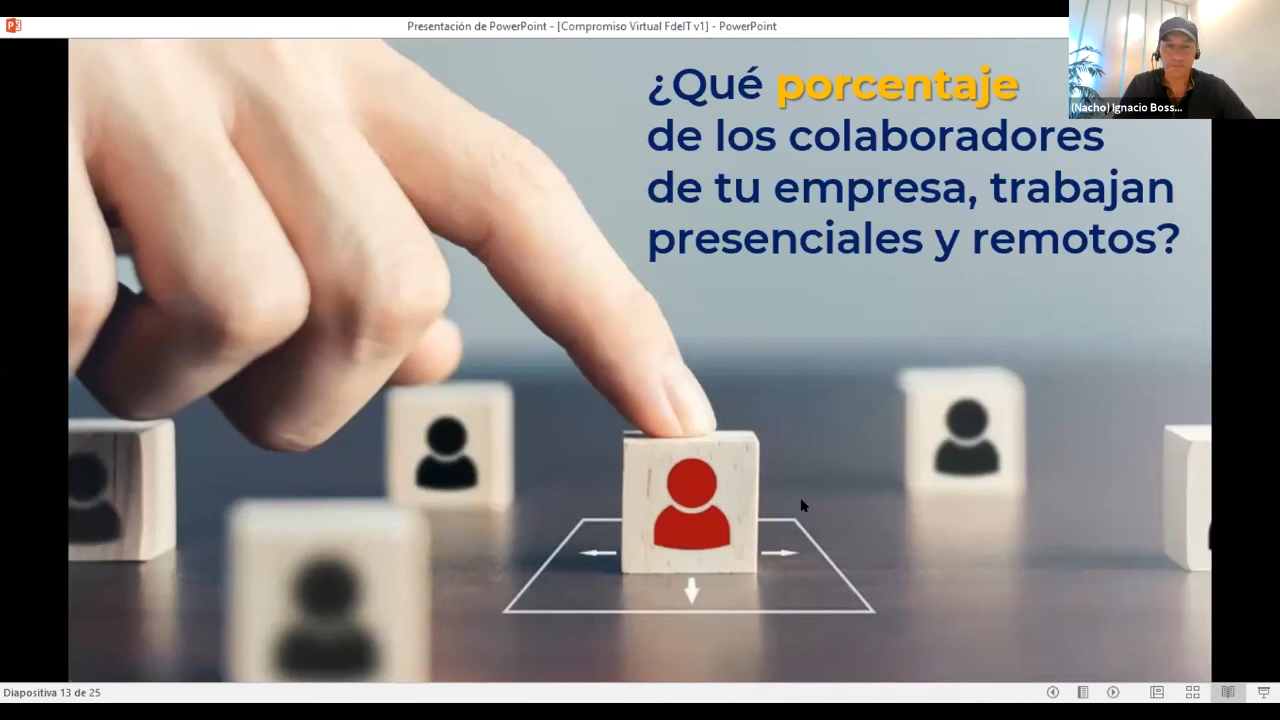 Presentación de PowerPoint - [Compromiso Virtual FdeIT v1] - PowerPoint
(Nacho) Ignacio Boss...
¿Qué porcentaje
de los colaboradores
de tu empresa, trabajan
presenciales y remotos?
Diapositiva 13 de 25